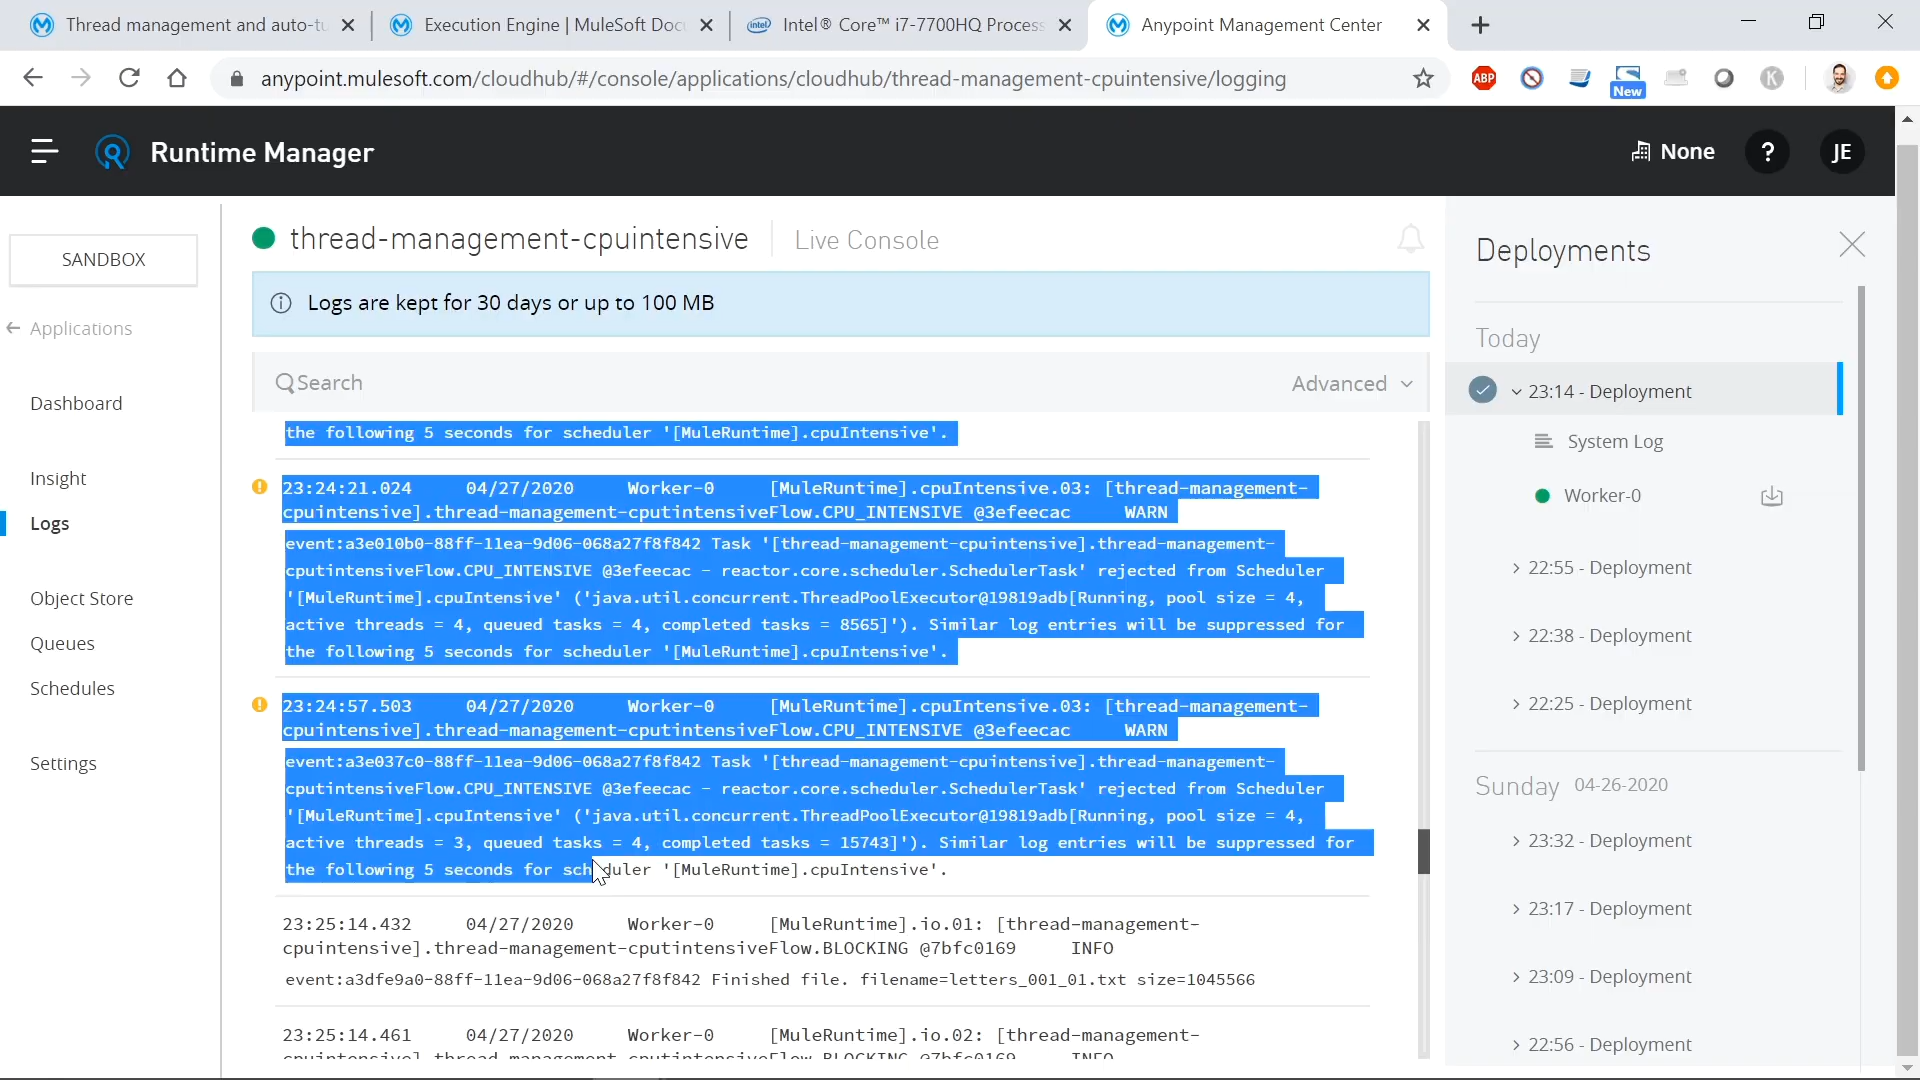 Thread management and auto-tu
Execution Engine | MuleSoft Doc
Intel® Core™ i7-7700HQ Process
Anypoint Management Center
anypoint.mulesoft.com/cloudhub/#/console/applications/cloudhub/thread-management-cpuintensive/logging
ABP
New
K
Runtime Manager
None
?
JE
SANDBOX
Applications
Dashboard
Insight
Logs
Object Store
Queues
Schedules
Settings
thread-management-cpuintensive
Live Console
Logs are kept for 30 days or up to 100 MB
Search
Advanced
the following 5 seconds for scheduler '[MuleRuntime].cpuIntensive'.
23:24:21.024 04/27/2020 Worker-0 [MuleRuntime].cpuIntensive.03: [thread-management-
cpuintensive].thread-management-cputintensiveFlow.CPU_INTENSIVE @3efeecac WARN
event:a3e010b0-88ff-11ea-9d06-068a27f8f842 Task '[thread-management-cpuintensive].thread-management-
cputintensiveFlow.CPU_INTENSIVE @3efeecac - reactor.core.scheduler.SchedulerTask' rejected from Scheduler
'[MuleRuntime].cpuIntensive' ('java.util.concurrent.ThreadPoolExecutor@19819adb[Running, pool size = 4,
active threads = 4, queued tasks = 4, completed tasks = 8565]'). Similar log entries will be suppressed for
the following 5 seconds for scheduler '[MuleRuntime].cpuIntensive'.
23:24:57.503 04/27/2020 Worker-0 [MuleRuntime].cpuIntensive.03: [thread-management-
cpuintensive].thread-management-cputintensiveFlow.CPU_INTENSIVE @3efeecac WARN
event:a3e037c0-88ff-11ea-9d06-068a27f8f842 Task '[thread-management-cpuintensive].thread-management-
cputintensiveFlow.CPU_INTENSIVE @3efeecac - reactor.core.scheduler.SchedulerTask' rejected from Scheduler
'[MuleRuntime].cpuIntensive' ('java.util.concurrent.ThreadPoolExecutor@19819adb[Running, pool size = 4,
active threads = 3, queued tasks = 4, completed tasks = 15743]'). Similar log entries will be suppressed for
the following 5 seconds for scheduler '[MuleRuntime].cpuIntensive'.
23:25:14.432 04/27/2020 Worker-0 [MuleRuntime].io.01: [thread-management-
cpuintensive].thread-management-cputintensiveFlow.BLOCKING @7bfc0169 INFO
event:a3dfe9a0-88ff-11ea-9d06-068a27f8f842 Finished file. filename=letters_001_01.txt size=1045566
23:25:14.461 04/27/2020 Worker-0 [MuleRuntime].io.02: [thread-management-
cpuintensive].thread-management-cputintensiveFlow.BLOCKING @7bfc0169 INFO
Deployments
Today
23:14 - Deployment
System Log
Worker-0
22:55 - Deployment
22:38 - Deployment
22:25 - Deployment
Sunday 04-26-2020
23:32 - Deployment
23:17 - Deployment
23:09 - Deployment
22:56 - Deployment